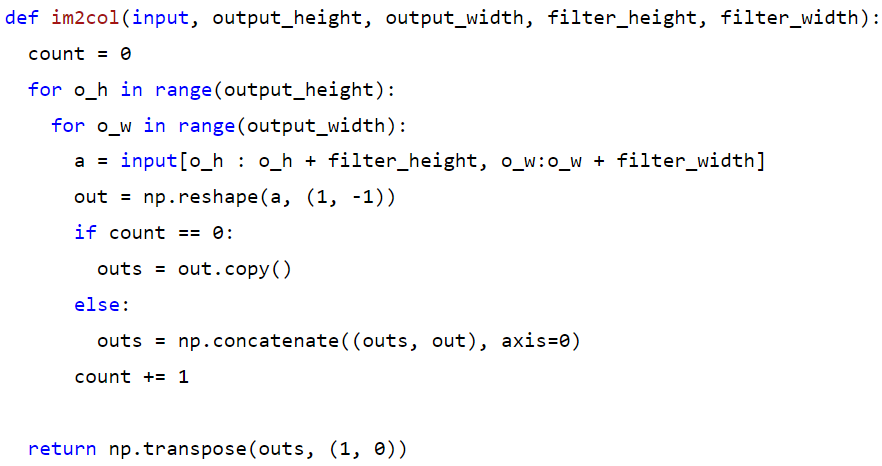 def im2col(input, output_height, output_width, filter_height, filter_width):
  count = 0
  for o_h in range(output_height):
    for o_w in range(output_width):
      a = input[o_h : o_h + filter_height, o_w:o_w + filter_width]
      out = np.reshape(a, (1, -1))
      if count == 0:
        outs = out.copy()
      else:
        outs = np.concatenate((outs, out), axis=0)
      count += 1
  return np.transpose(outs, (1, 0))